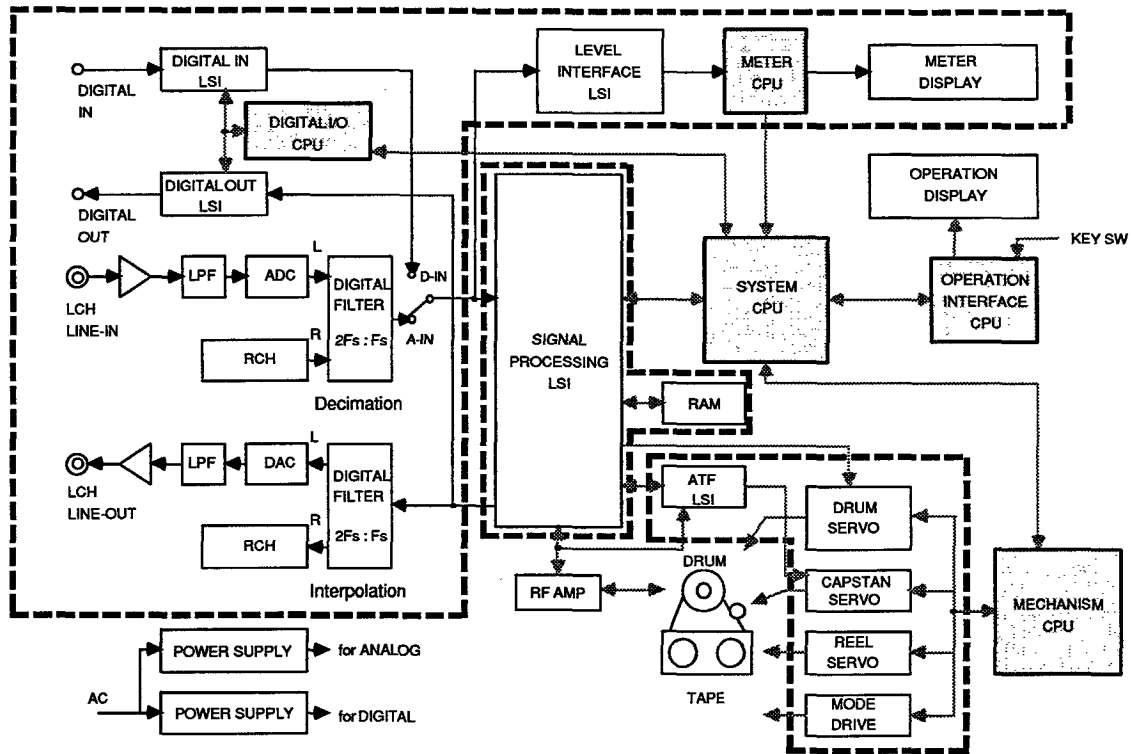 DIGITAL IN
LSI
DIGITAL
IN
DIGITAL I/O
CPU
DIGITAL OUT
LSI
DIGITAL
OUT
LEVEL
INTERFACE
LSI
METER
CPU
METER
DISPLAY
OPERATION
DISPLAY
KEY SW
OPERATION
INTERFACE
CPU
SYSTEM
CPU
LCH
LINE-IN
LPF
ADC
L
DIGITAL
FILTER
2Fs : Fs
R
RCH
Decimation
D-IN
A-IN
SIGNAL
PROCESSING
LSI
RAM
LCH
LINE-OUT
LPF
DAC
L
DIGITAL
FILTER
2Fs : Fs
R
RCH
Interpolation
ATF
LSI
DRUM
SERVO
CAPSTAN
SERVO
REEL
SERVO
MODE
DRIVE
MECHANISM
CPU
RF AMP
DRUM
TAPE
AC
POWER SUPPLY
for ANALOG
POWER SUPPLY
for DIGITAL